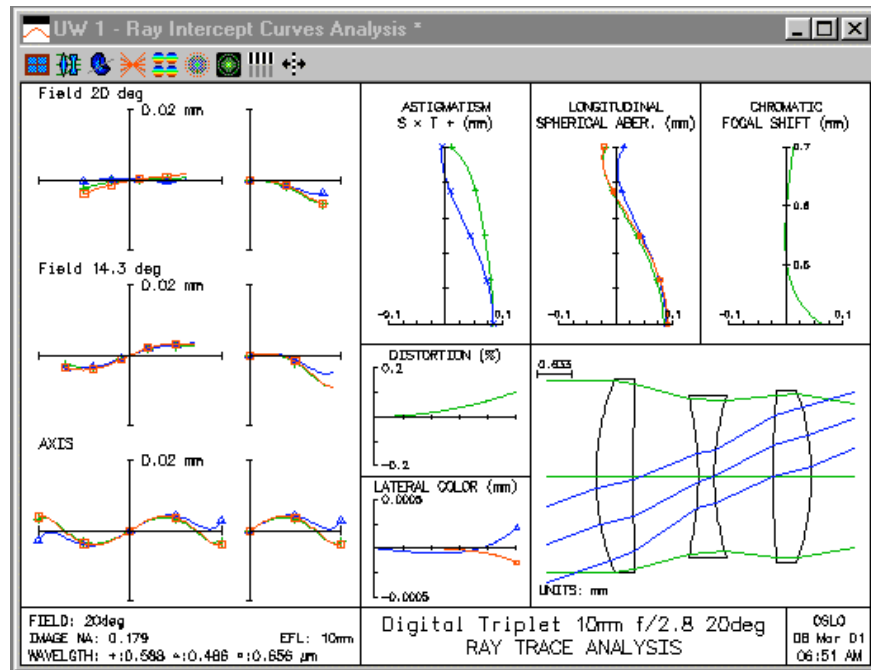 UW 1 - Ray Intercept Curves Analysis *
Field 20 deg
0.02 mm
Field 14.3 deg
0.02 mm
AXIS
0.02 mm
ASTIGMATISM
S × T + (mm)
-0.1
0.1
LONGITUDINAL
SPHERICAL ABER. (mm)
-0.1
0.1
CHROMATIC
FOCAL SHIFT (mm)
0.7
0.6
0.5
-0.1
0.1
DISTORTION (%)
0.2
-0.2
LATERAL COLOR (mm)
0.0005
-0.0005
0.833
UNITS: mm
FIELD: 20deg
IMAGE NA: 0.179 EFL: 10mm
WAVELGTH: +:0.588 ▵:0.486 ▫:0.656 µm
Digital Triplet 10mm f/2.8 20deg
RAY TRACE ANALYSIS
OSLO
08 Mar 01
06:51 AM